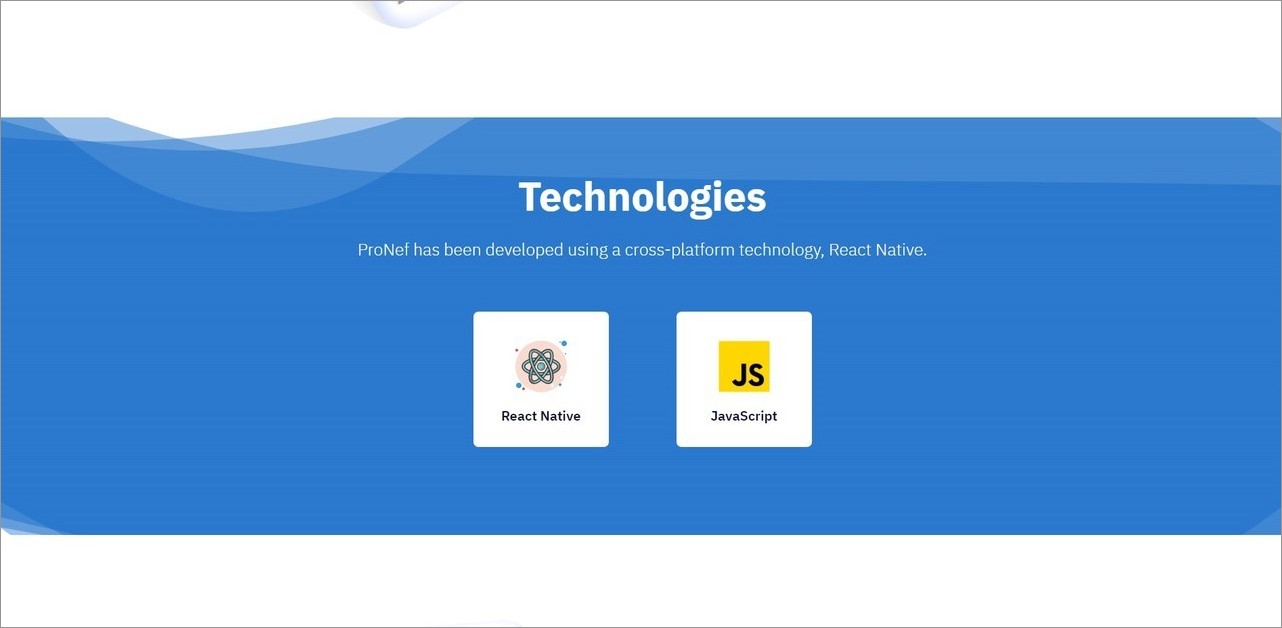 Technologies
ProNef has been developed using a cross-platform technology, React Native.
JS
React Native
JavaScript